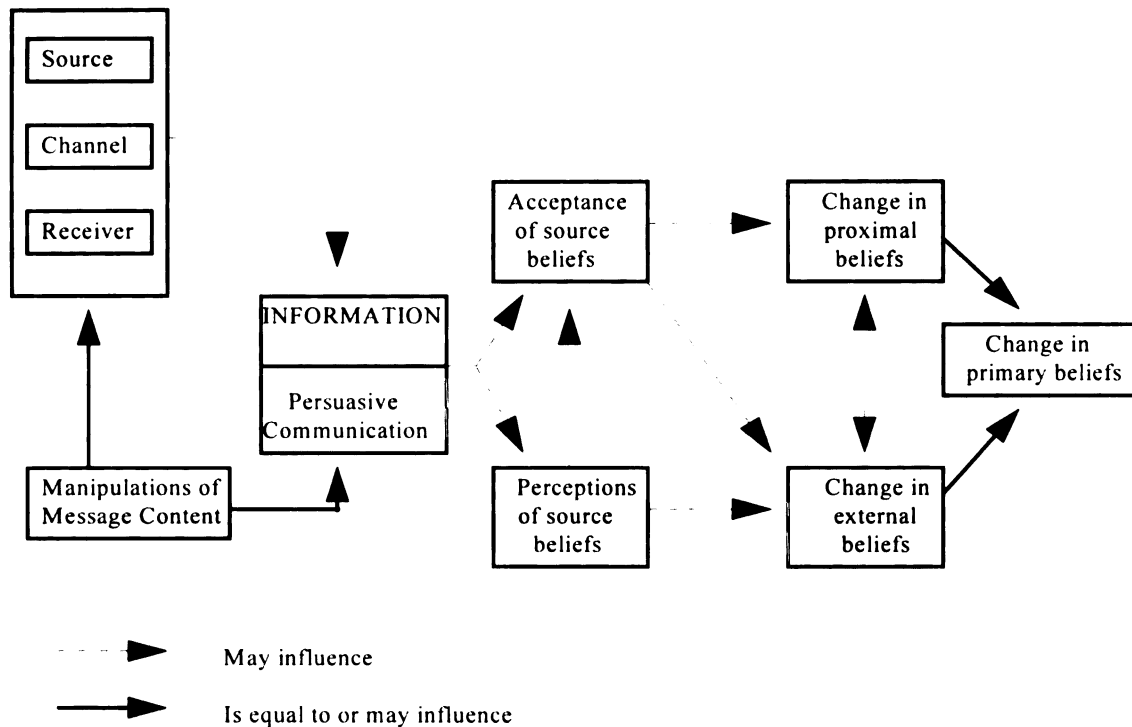 Source
Channel
Receiver
INFORMATION
Persuasive
Communication
Manipulations of
Message Content
Acceptance
of source
beliefs
Perceptions
of source
beliefs
Change in
proximal
beliefs
Change in
external
beliefs
Change in
primary beliefs
May influence
Is equal to or may influence